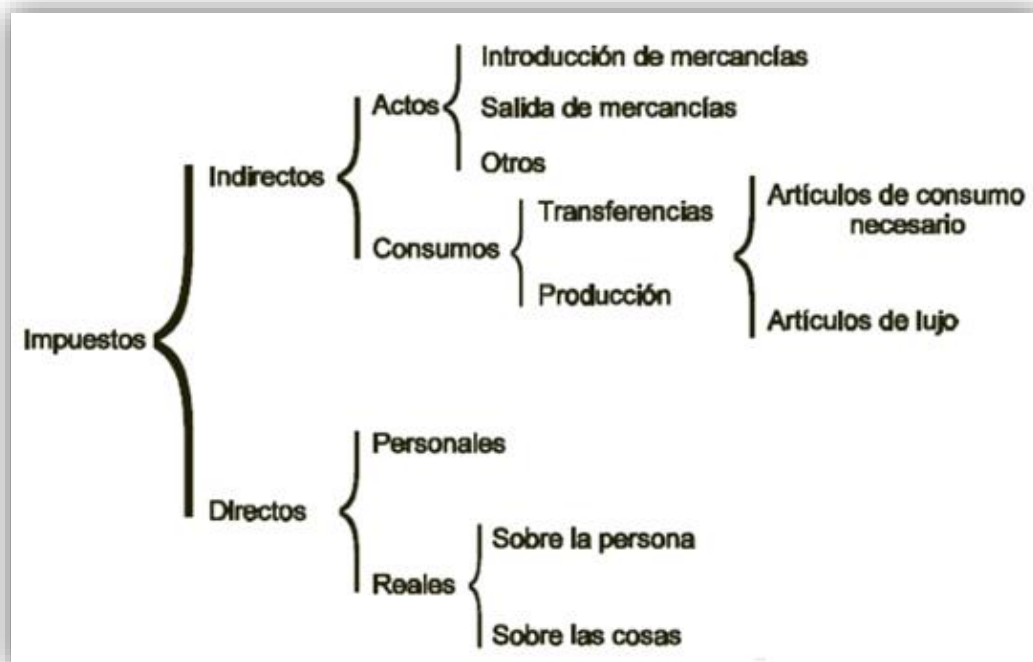 Introducción de mercancías
Actos
Salida de mercancías
Otros
Indirectos
Transferencias
Artículos de consumo
necesario
Consumos
Producción
Artículos de lujo
Impuestos
Personales
Directos
Sobre la persona
Reales
Sobre las cosas